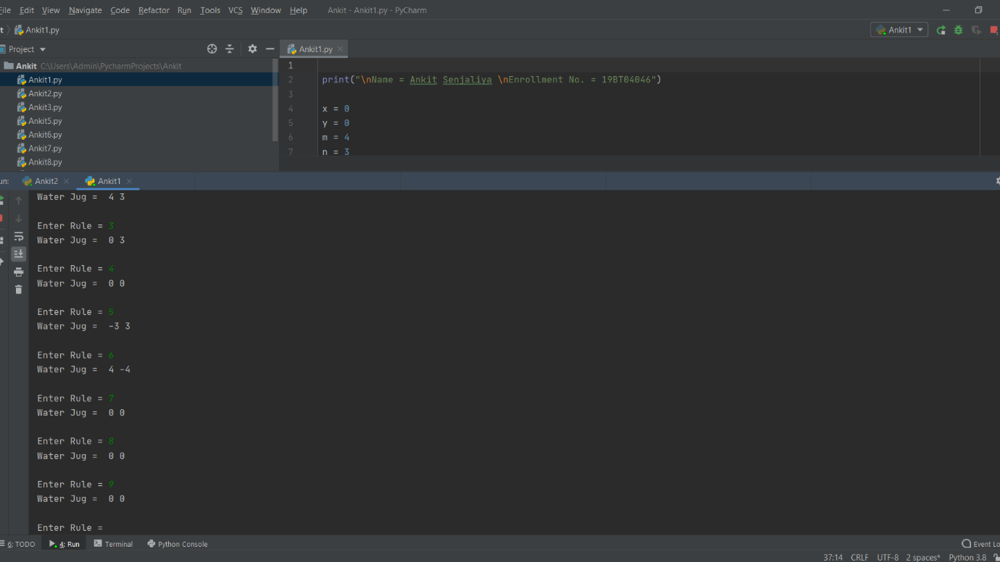 File Edit View Navigate Code Refactor Run Tools VCS Window Help Ankit - Ankit1.py - PyCharm
t Ankit1.py Ankit1
Project Ankit1.py
Ankit C:\Users\Admin\PycharmProjects\Ankit
Ankit1.py
Ankit2.py
Ankit3.py
Ankit5.py
Ankit6.py
Ankit7.py
Ankit8.py
1
2 print("\nName = Ankit Senjaliya \nEnrollment No. = 19BT04046")
3
4 x = 0
5 y = 0
6 m = 4
7 n = 3
un: Ankit2 Ankit1
Water Jug =  4 3
Enter Rule = 3
Water Jug =  0 3
Enter Rule = 4
Water Jug =  0 0
Enter Rule = 5
Water Jug =  -3 3
Enter Rule = 6
Water Jug =  4 -4
Enter Rule = 7
Water Jug =  0 0
Enter Rule = 8
Water Jug =  0 0
Enter Rule = 9
Water Jug =  0 0
Enter Rule =
6: TODO 4: Run Terminal Python Console Event Lo
37:14 CRLF UTF-8 2 spaces* Python 3.8